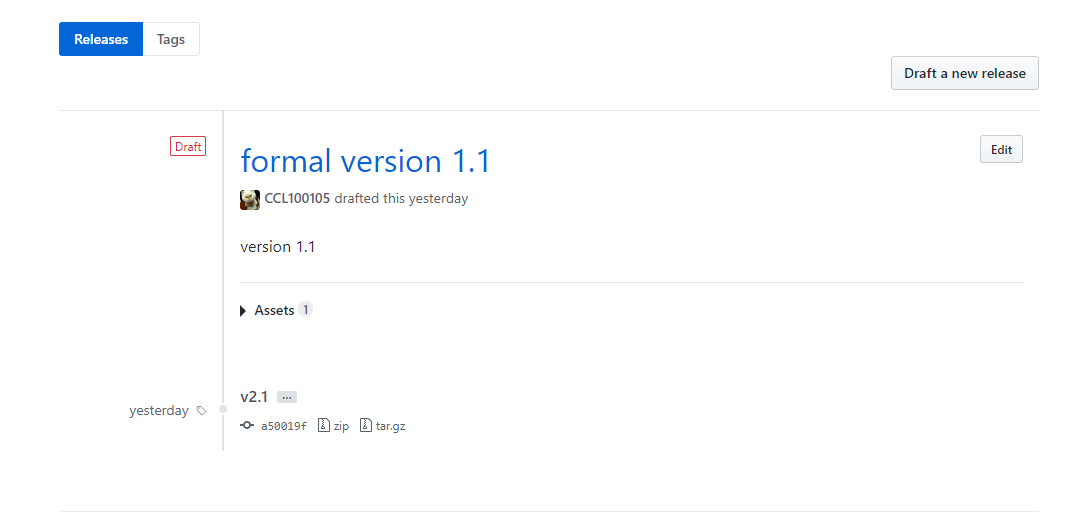 Releases Tags
Draft a new release
Draft
formal version 1.1
Edit
CCL100105 drafted this yesterday
version 1.1
Assets 1
v2.1 ...
yesterday
a50019f zip tar.gz